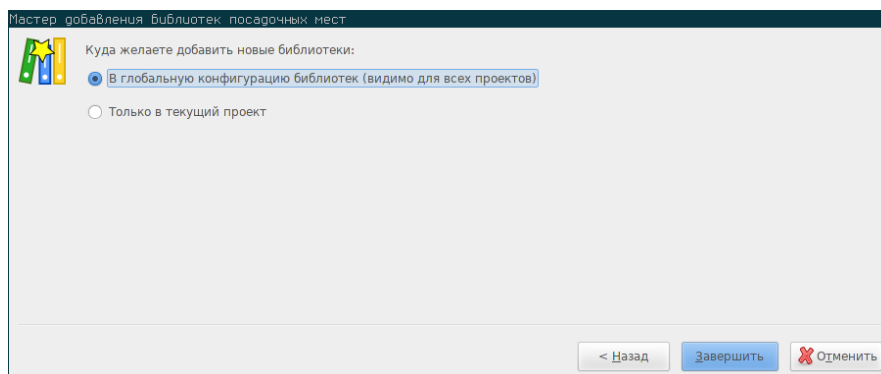 Мастер добавления библиотек посадочных мест
Куда желаете добавить новые библиотеки:
В глобальную конфигурацию библиотек (видимо для всех проектов)
Только в текущий проект
< Назад
Завершить
Отменить